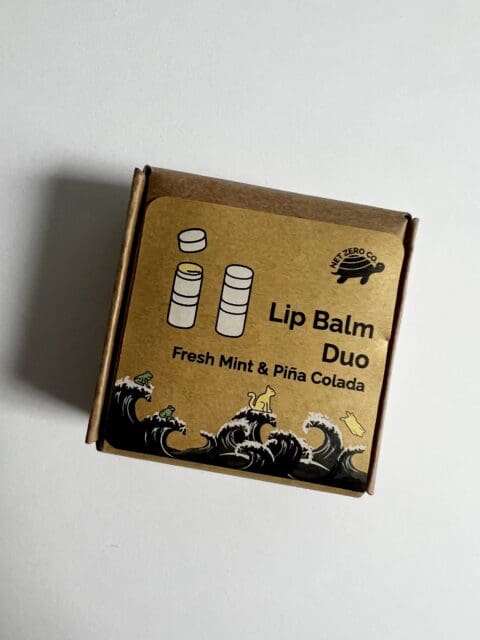 NET ZERO CO.
Lip Balm
Duo
Fresh Mint & Piña Colada